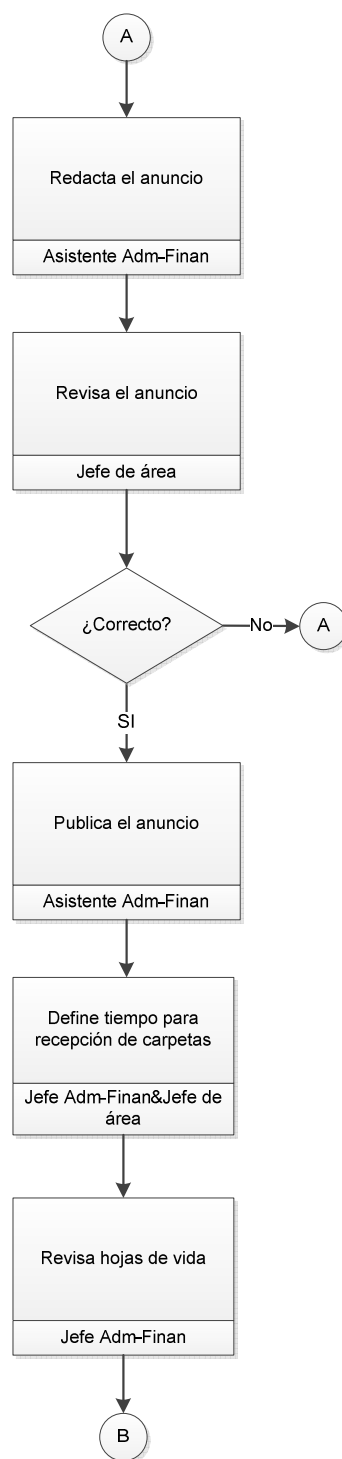 A
Redacta el anuncio
Asistente Adm-Finan
Revisa el anuncio
Jefe de área
¿Correcto?
No
A
SI
Publica el anuncio
Asistente Adm-Finan
Define tiempo para
recepción de carpetas
Jefe Adm-Finan&Jefe de
área
Revisa hojas de vida
Jefe Adm-Finan
B